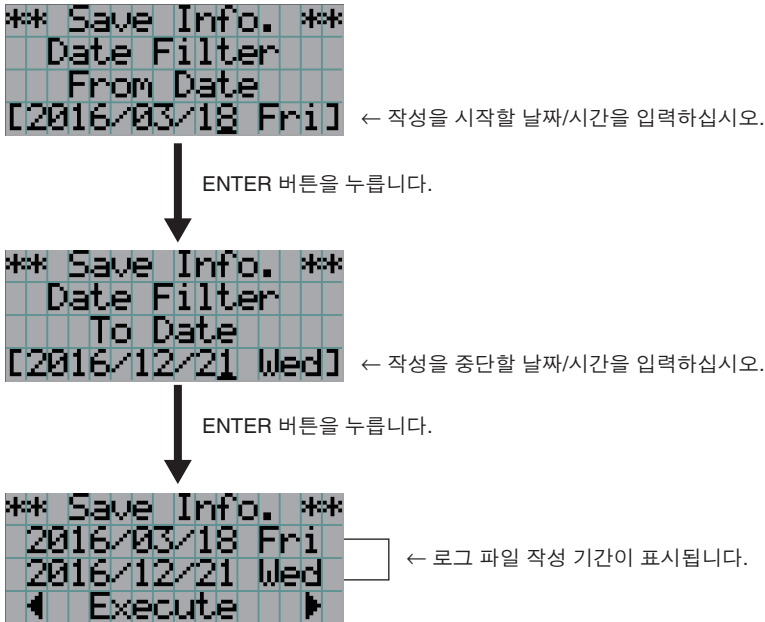 ** Save Info. **
Date Filter
From Date
[2016/03/18 Fri] ← 작성을 시작할 날짜/시간을 입력하십시오.
ENTER 버튼을 누릅니다.
** Save Info. **
Date Filter
To Date
[2016/12/21 Wed] ← 작성을 중단할 날짜/시간을 입력하십시오.
ENTER 버튼을 누릅니다.
** Save Info. **
2016/03/18 Fri
2016/12/21 Wed
← 로그 파일 작성 기간이 표시됩니다.
◀ Execute ▶